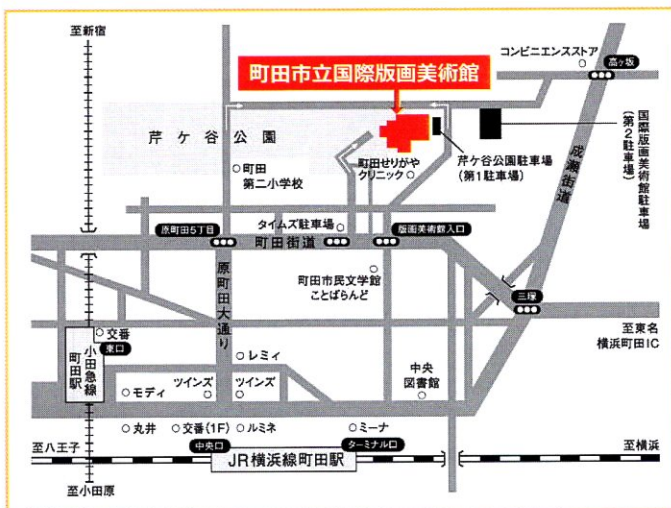 至新宿
コンビニエンスストア
高ヶ坂
町田市立国際版画美術館
芹ケ谷公園
町田
第二小学校
町田せりがや
クリニック
芹ケ谷公園駐車場
(第1駐車場)
国際版画美術館駐車場
(第2駐車場)
成瀬街道
原町田5丁目
タイムズ駐車場
町田街道
版画美術館入口
原町田大通り
町田市民文学館
ことばらんど
三塚
至東名
横浜町田IC
交番
東口
小田急線
町田駅
レミィ
モディ
ツインズ
ツインズ
中央
図書館
丸井
交番(1F)
ルミネ
ミーナ
至八王子
中央口
ターミナル口
至横浜
JR横浜線町田駅
至小田原